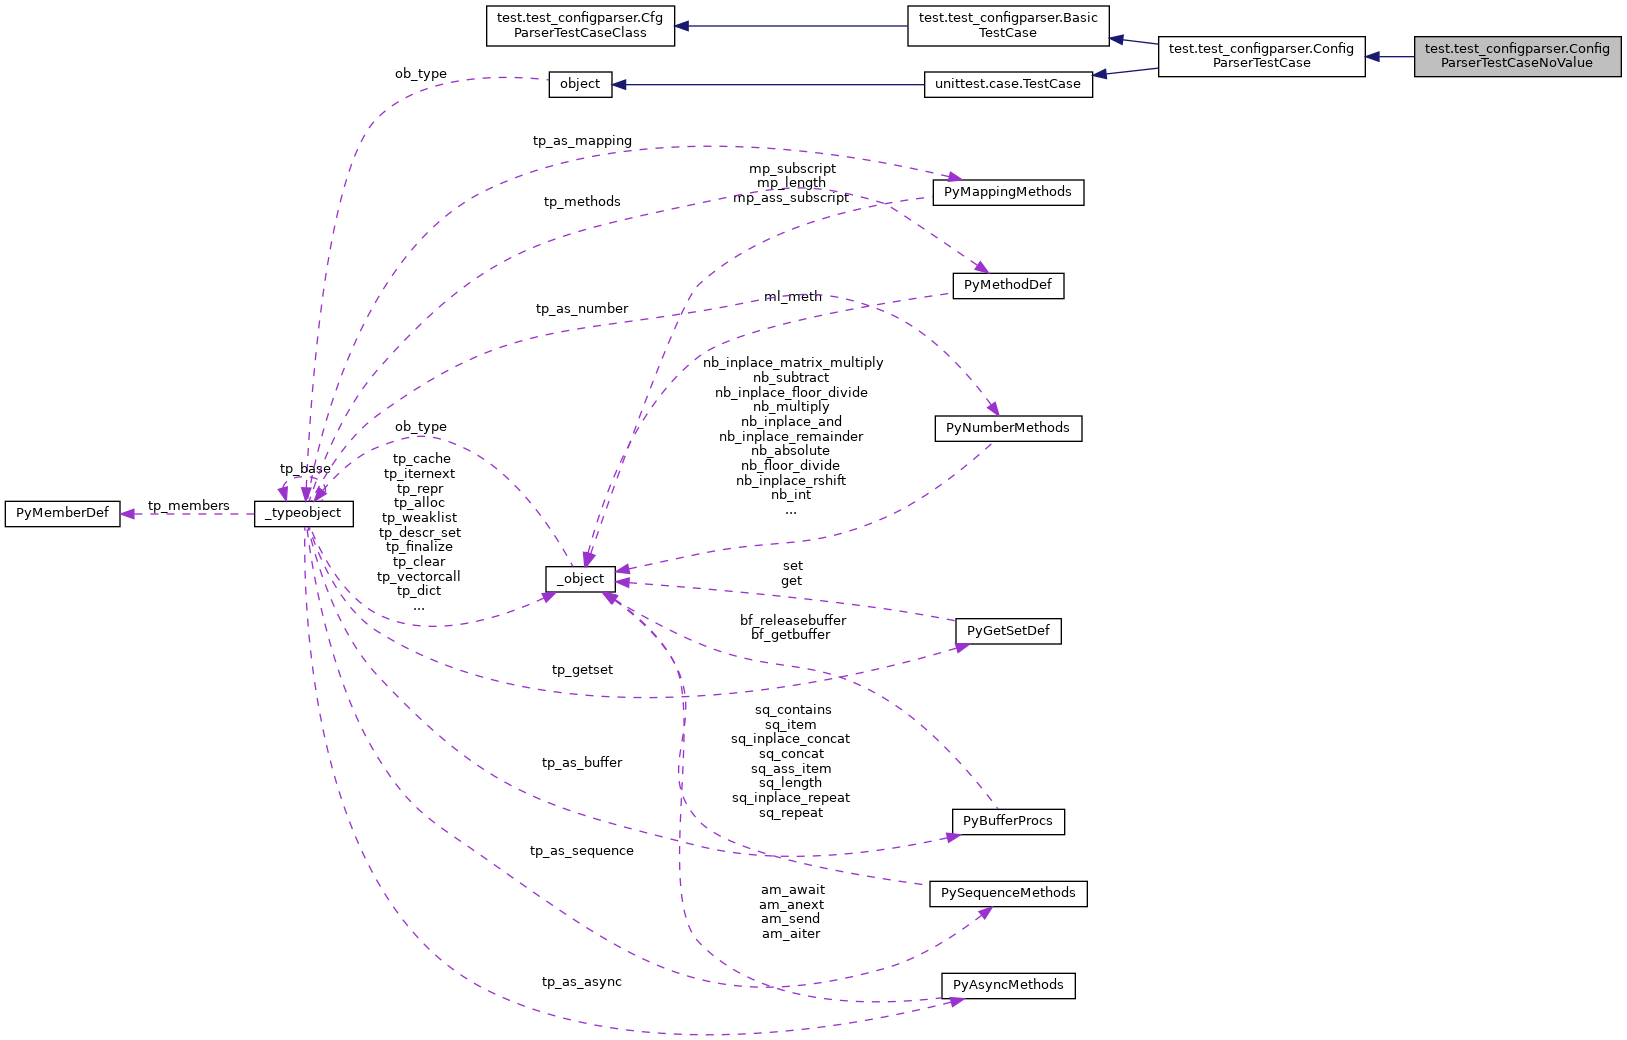 test.test_configparser.Cfg
ParserTestCaseClass
test.test_configparser.Basic
TestCase
test.test_configparser.Config
ParserTestCase
test.test_configparser.Config
ParserTestCaseNoValue
ob_type
object
unittest.case.TestCase
tp_as_mapping
mp_subscript
mp_length
mp_ass_subscript
PyMappingMethods
tp_methods
PyMethodDef
ml_meth
tp_as_number
nb_inplace_matrix_multiply
nb_subtract
nb_inplace_floor_divide
nb_multiply
nb_inplace_and
nb_inplace_remainder
nb_absolute
nb_floor_divide
nb_inplace_rshift
nb_int
...
PyNumberMethods
ob_type
tp_base
tp_cache
tp_iternext
tp_repr
tp_alloc
tp_weaklist
tp_descr_set
tp_finalize
tp_clear
tp_vectorcall
tp_dict
...
PyMemberDef
tp_members
_typeobject
_object
set
get
PyGetSetDef
bf_releasebuffer
bf_getbuffer
tp_getset
sq_contains
sq_item
sq_inplace_concat
sq_concat
sq_ass_item
sq_length
sq_inplace_repeat
sq_repeat
tp_as_buffer
PyBufferProcs
tp_as_sequence
PySequenceMethods
am_await
am_anext
am_send
am_aiter
tp_as_async
PyAsyncMethods